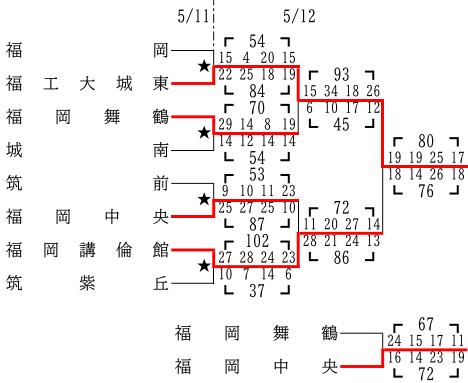 5/11 5/12
福岡
福工大城東
福岡舞鶴
城南
筑前
福岡中央
福岡講倫館
筑紫丘
★
54
15 4 20 15
22 25 18 19
84
★
70
29 14 8 19
14 12 14 14
54
★
53
9 10 11 23
25 27 25 10
87
★
102
27 28 24 23
10 7 14 6
37
93
15 34 18 26
6 10 17 12
45
72
11 20 27 14
28 21 24 13
86
80
19 19 25 17
18 14 26 18
76
福岡舞鶴
福岡中央
67
24 15 17 11
16 14 23 19
72